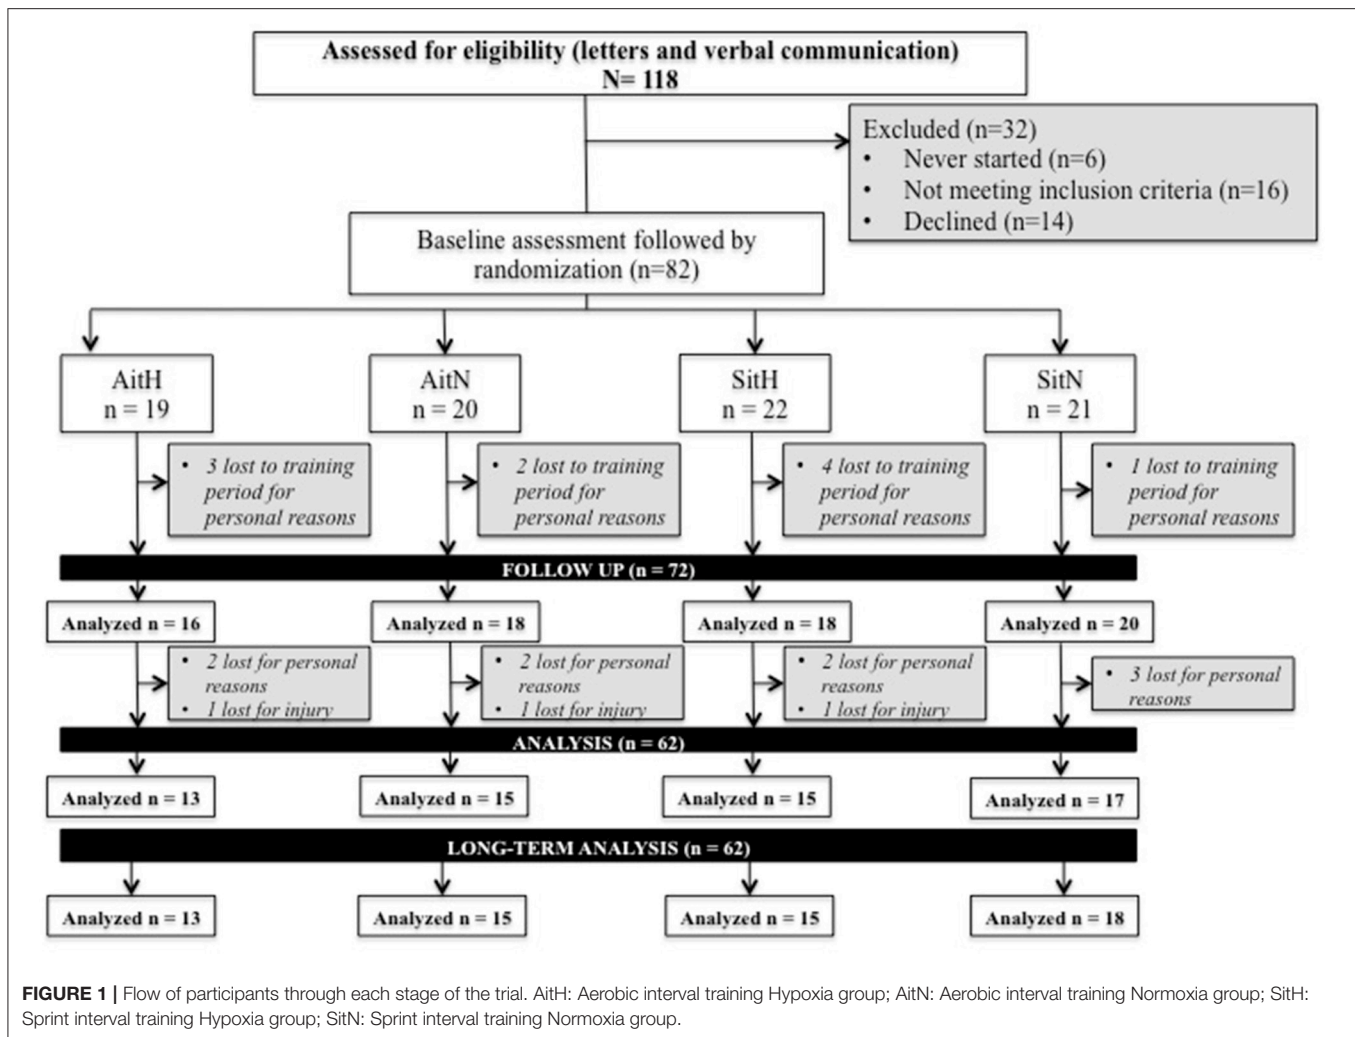 Assessed for eligibility (letters and verbal communication)
N= 118
Excluded (n=32)
• Never started (n=6)
• Not meeting inclusion criteria (n=16)
• Declined (n=14)
Baseline assessment followed by
randomization (n=82)
AitH
n = 19
AitN
n = 20
SitH
n = 22
SitN
n = 21
• 3 lost to training
period for
personal reasons
• 2 lost to training
period for
personal reasons
• 4 lost to training
period for
personal reasons
• 1 lost to training
period for
personal reasons
FOLLOW UP (n = 72)
Analyzed n = 16
Analyzed n = 18
Analyzed n = 18
Analyzed n = 20
• 2 lost for personal
reasons
• 1 lost for injury
• 2 lost for personal
reasons
• 1 lost for injury
• 2 lost for personal
reasons
• 1 lost for injury
• 3 lost for personal
reasons
ANALYSIS (n = 62)
Analyzed n = 13
Analyzed n = 15
Analyzed n = 15
Analyzed n = 17
LONG-TERM ANALYSIS (n = 62)
Analyzed n = 13
Analyzed n = 15
Analyzed n = 15
Analyzed n = 18
FIGURE 1 | Flow of participants through each stage of the trial. AitH: Aerobic interval training Hypoxia group; AitN: Aerobic interval training Normoxia group; SitH:
Sprint interval training Hypoxia group; SitN: Sprint interval training Normoxia group.